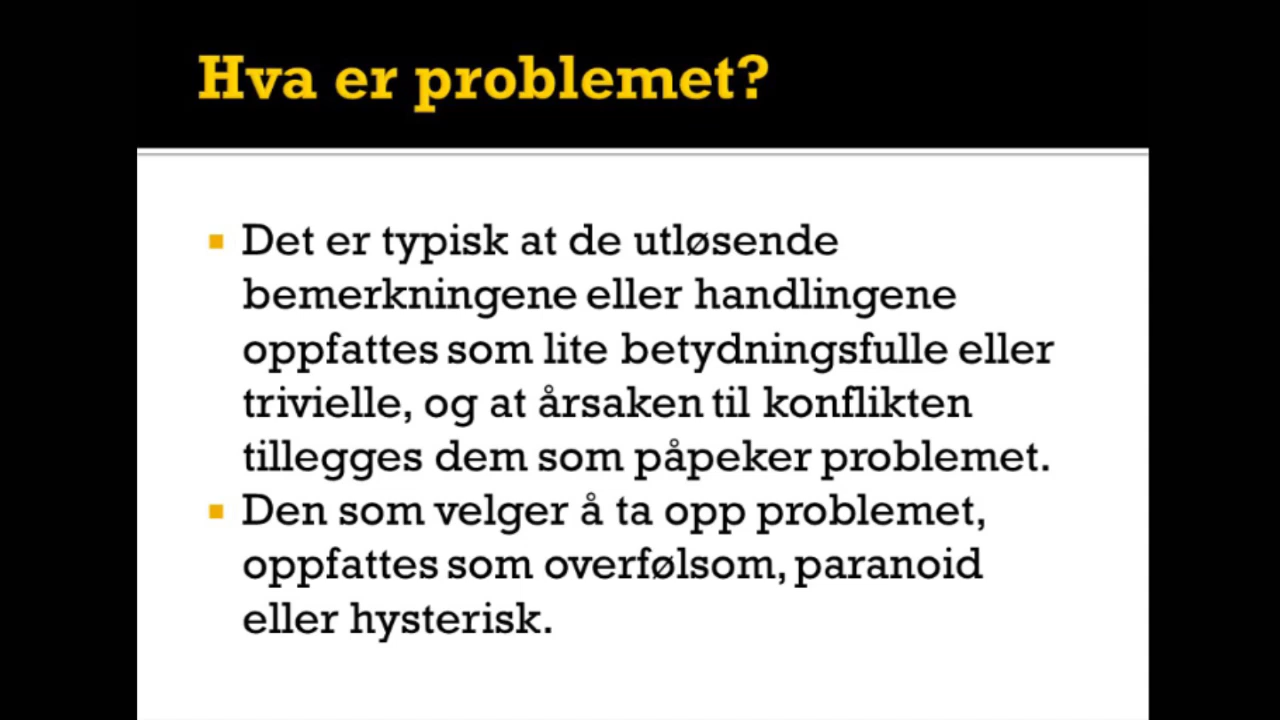 Hva er problemet?
Det er typisk at de utløsende
bemerkningene eller handlingene
oppfattes som lite betydningsfulle eller
trivielle, og at årsaken til konflikten
tillegges dem som påpeker problemet.
Den som velger å ta opp problemet,
oppfattes som overfølsom, paranoid
eller hysterisk.